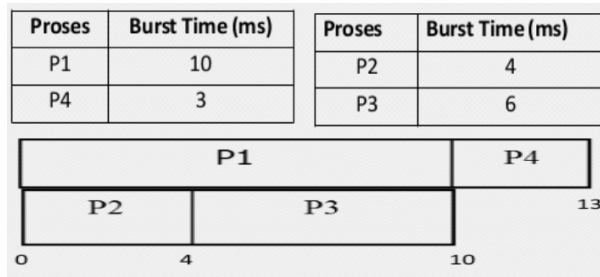 Proses Burst Time (ms)
P1 10
P4 3
Proses Burst Time (ms)
P2 4
P3 6
P1 P4
P2 P3
13
0 4 10